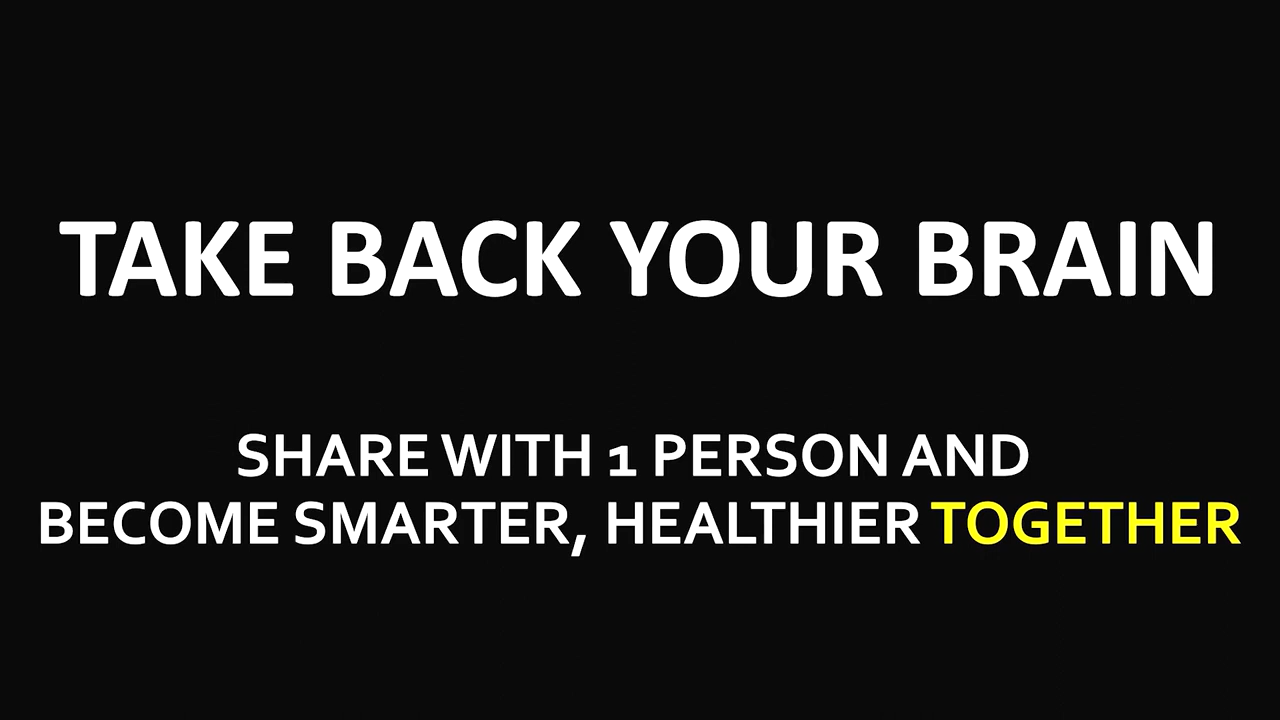 TAKE BACK YOUR BRAIN
SHARE WITH 1 PERSON AND
BECOME SMARTER, HEALTHIER TOGETHER